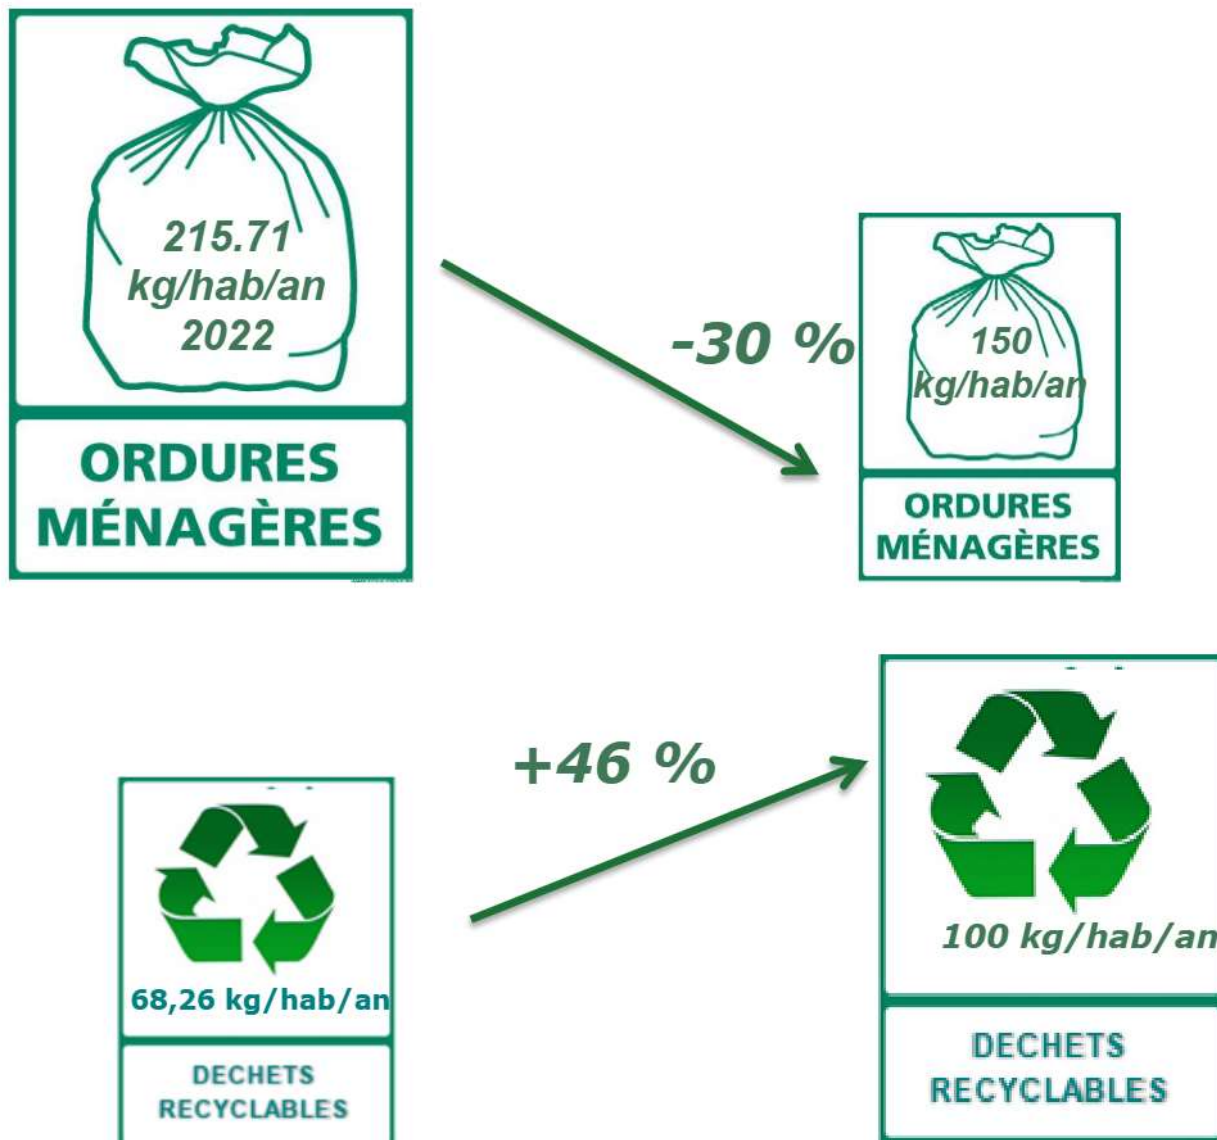 215.71
kg/hab/an
2022
ORDURES
MÉNAGÈRES
-30 %
150
kg/hab/an
ORDURES
MÉNAGÈRES
68,26 kg/hab/an
DECHETS
RECYCLABLES
+46 %
100 kg/hab/an
DECHETS
RECYCLABLES